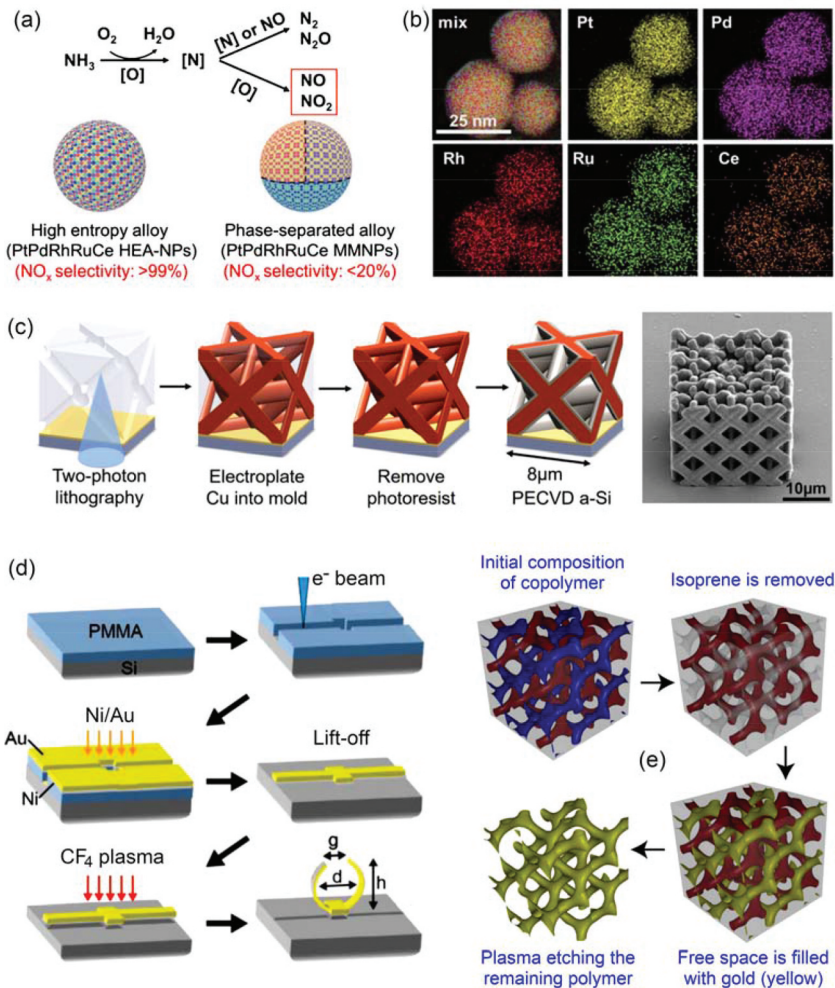 (a)
O2 H2O
NH3
[O]
[N]
[N] or NO
N2
N2O
[O]
NO
NO2
High entropy alloy
(PtPdRhRuCe HEA-NPs)
(NOx selectivity: >99%)
Phase-separated alloy
(PtPdRhRuCe MMNPs)
(NOx selectivity: <20%)
(b)
mix
25 nm
Pt
Pd
Rh
Ru
Ce
(c)
Two-photon
lithography
Electroplate
Cu into mold
Remove
photoresist
8μm
PECVD a-Si
10μm
(d)
PMMA
Si
e- beam
Ni/Au
Au
Ni
Lift-off
CF4 plasma
g
d
h
Initial composition
of copolymer
Isoprene is removed
(e)
Plasma etching the
remaining polymer
Free space is filled
with gold (yellow)